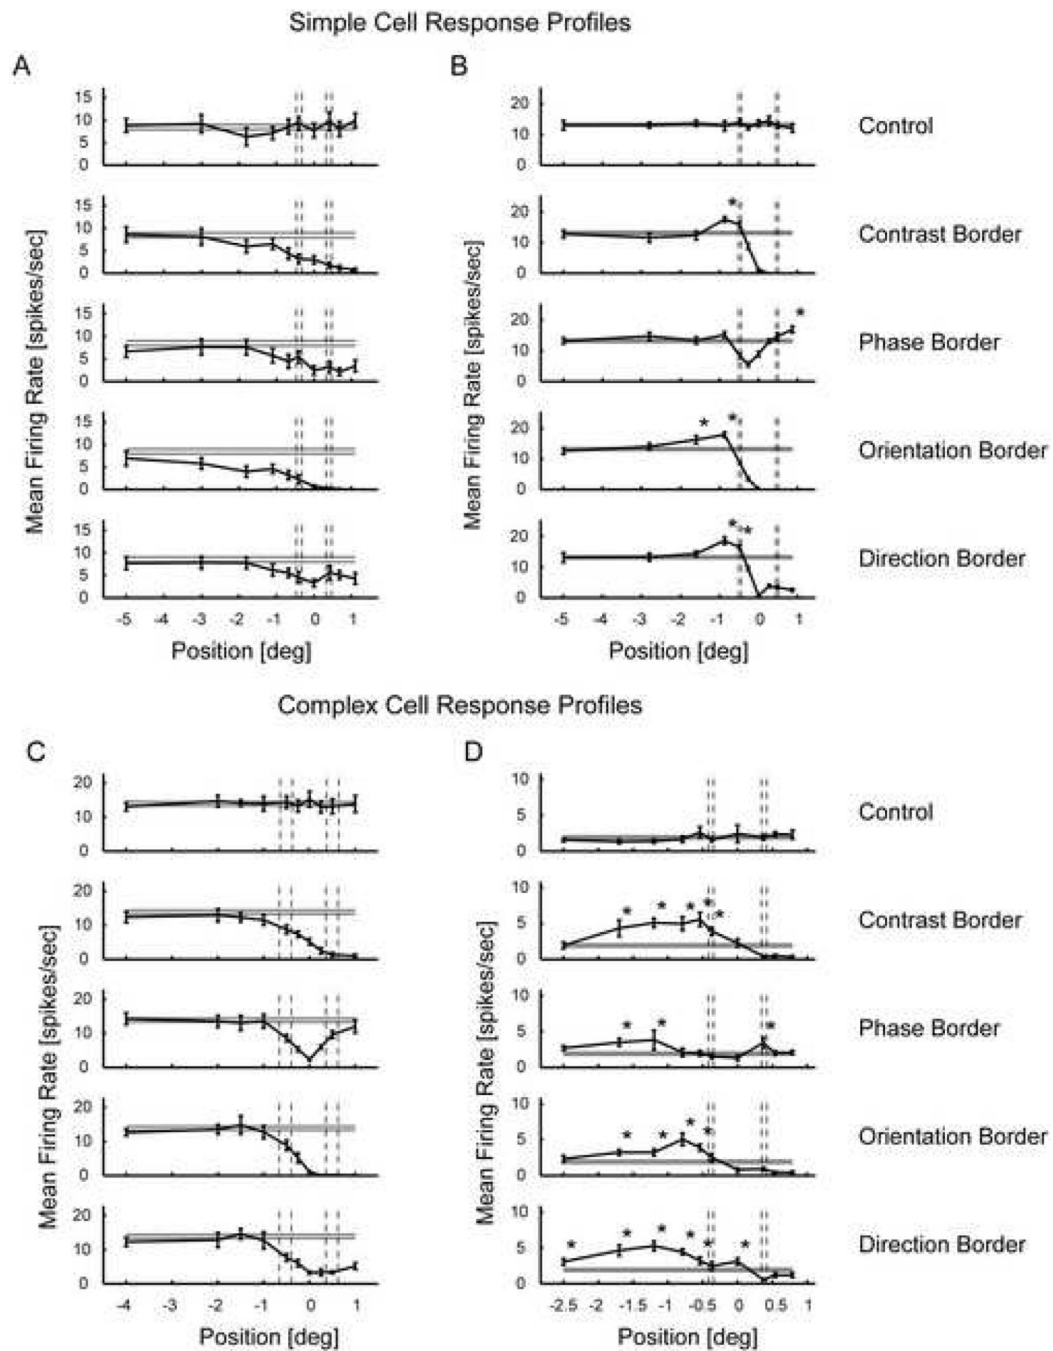 Simple Cell Response Profiles
A
B
15
10
5
0
20
10
0
Control
15
10
5
0
20
10
0
*
Contrast Border
15
10
5
0
20
10
0
*
Phase Border
15
10
5
0
20
10
0
* *
Orientation Border
15
10
5
0
20
10
0
* *
Direction Border
Mean Firing Rate [spikes/sec]
Mean Firing Rate [spikes/sec]
-5 -4 -3 -2 -1 0 1
-5 -4 -3 -2 -1 0 1
Position [deg]
Position [deg]
Complex Cell Response Profiles
C
D
20
10
0
10
5
0
Control
20
10
0
10
5
0
* * * * *
Contrast Border
20
10
0
10
5
0
* * *
Phase Border
20
10
0
10
5
0
* * * *
Orientation Border
20
10
0
10
5
0
* * * * * *
Direction Border
Mean Firing Rate [spikes/sec]
Mean Firing Rate [spikes/sec]
-4 -3 -2 -1 0 1
-2.5 -2 -1.5 -1 -0.5 0 0.5 1
Position [deg]
Position [deg]